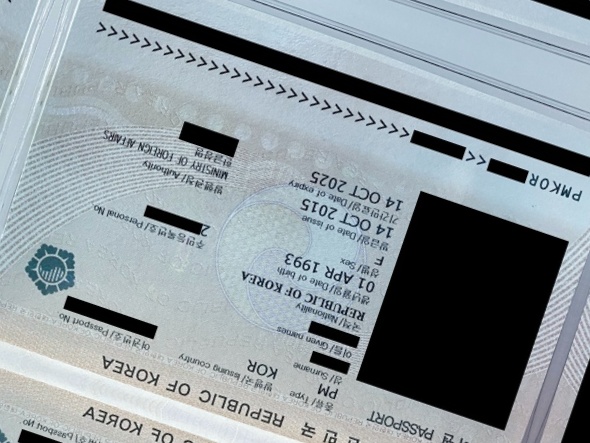 REPUBLIC OF KOREA
PASSPORT
REPUBLIC OF KOREA
종류/ Type
PM
발행국/ Issuing country
KOR
여권번호/ Passport No
성/ Surname
이름/ Given names
국적/ Nationality
REPUBLIC OF KOREA
생년월일/ Date of birth
01 APR 1993
성별/ Sex
F
주민등록번호/ Personal No
2
발급일/ Date of issue
14 OCT 2015
기간만료일/ Date of expiry
14 OCT 2025
발행관청/ Authority
MINISTRY OF FOREIGN AFFAIRS
한글성명
PMKOR